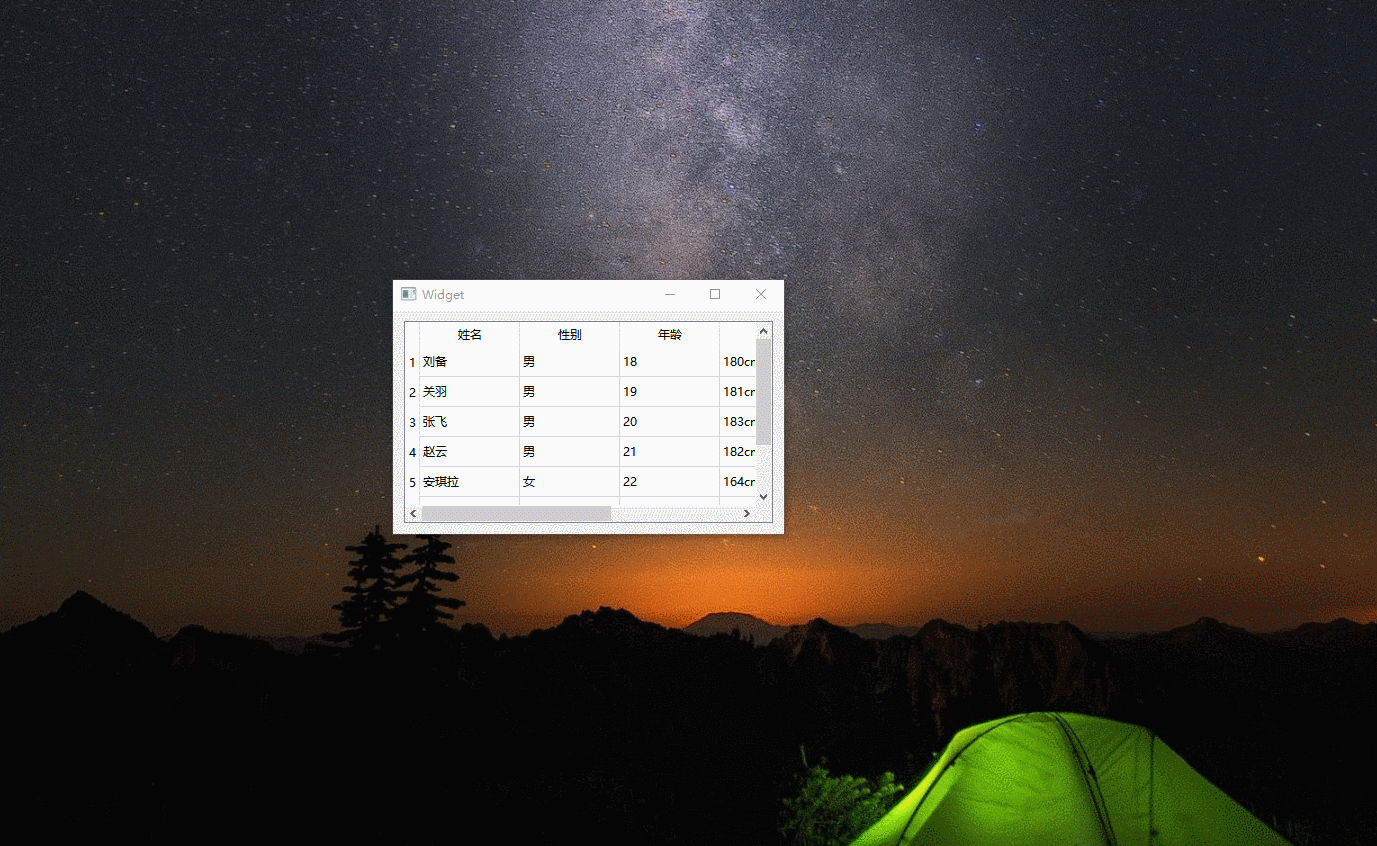 Widget
姓名 性别 年龄
1 刘备 男 18 180cr
2 关羽 男 19 181cr
3 张飞 男 20 183cr
4 赵云 男 21 182cr
5 安琪拉 女 22 164cr